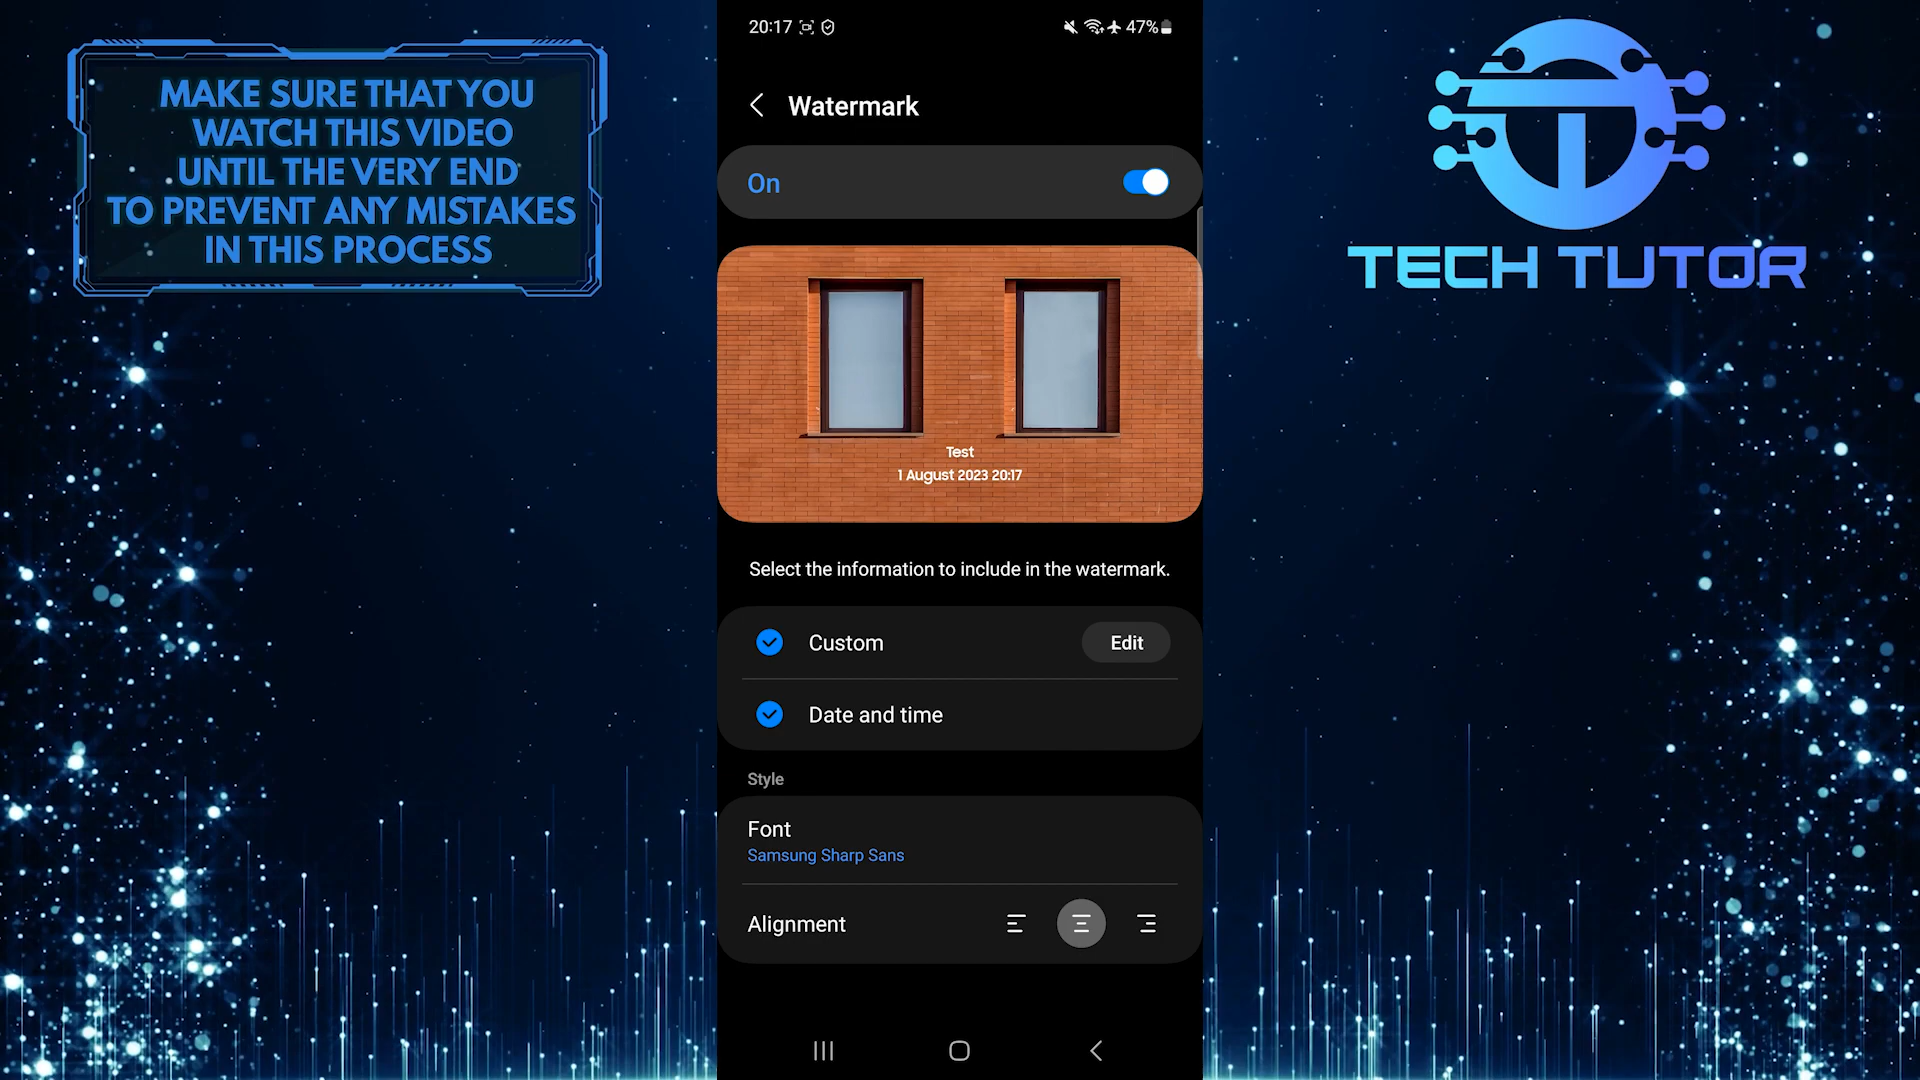 MAKE SURE THAT YOU
WATCH THIS VIDEO
UNTIL THE VERY END
TO PREVENT ANY MISTAKES
IN THIS PROCESS
20:17
47%
Watermark
On
Test
1 August 2023 20:17
Select the information to include in the watermark.
Custom
Edit
Date and time
Style
Font
Samsung Sharp Sans
Alignment
TECH TUTOR